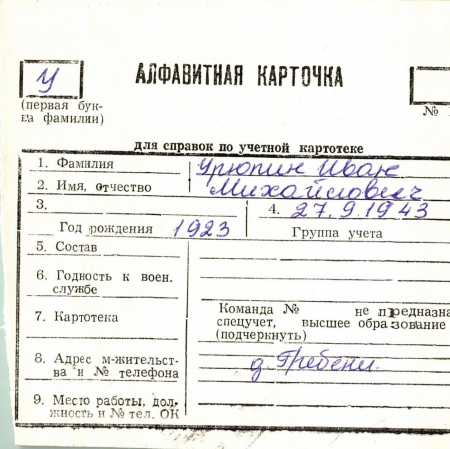 У
АЛФАВИТНАЯ КАРТОЧКА
(первая бук-
ва фамилии)
№
для справок по учетной картотеке
1. Фамилия Урюпин Иван
2. Имя, отчество Михайлович
3. 4. 27.9.1943
Год рождения 1923 Группа учета
5. Состав
6. Годность к воен.
службе
7. Картотека
Команда № не предназна
спецучет, высшее образование
(подчеркнуть)
8. Адрес м-жительст-
ва и № телефона
д. Гребени.
9. Место работы, дол-
жность и № тел. ОК